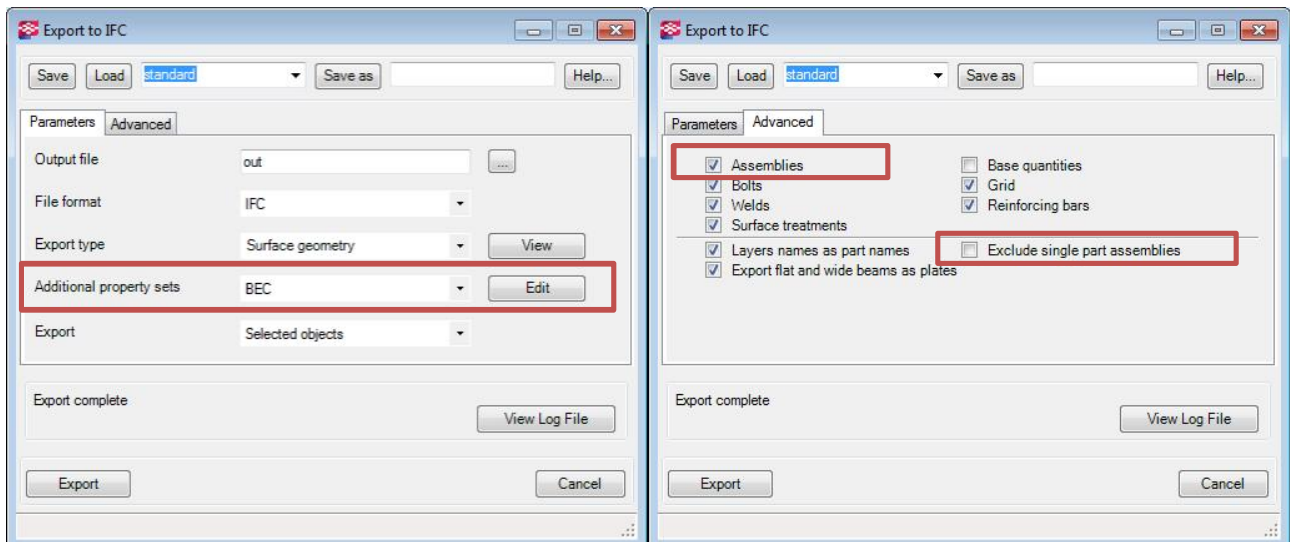 Export to IFC
Save Load standard Save as Help...
Parameters Advanced
Output file out ...
File format IFC
Export type Surface geometry View
Additional property sets BEC Edit
Export Selected objects
Export complete
View Log File
Export Cancel
Export to IFC
Save Load standard Save as Help...
Parameters Advanced
Assemblies Base quantities
Bolts Grid
Welds Reinforcing bars
Surface treatments
Layers names as part names Exclude single part assemblies
Export flat and wide beams as plates
Export complete
View Log File
Export Cancel